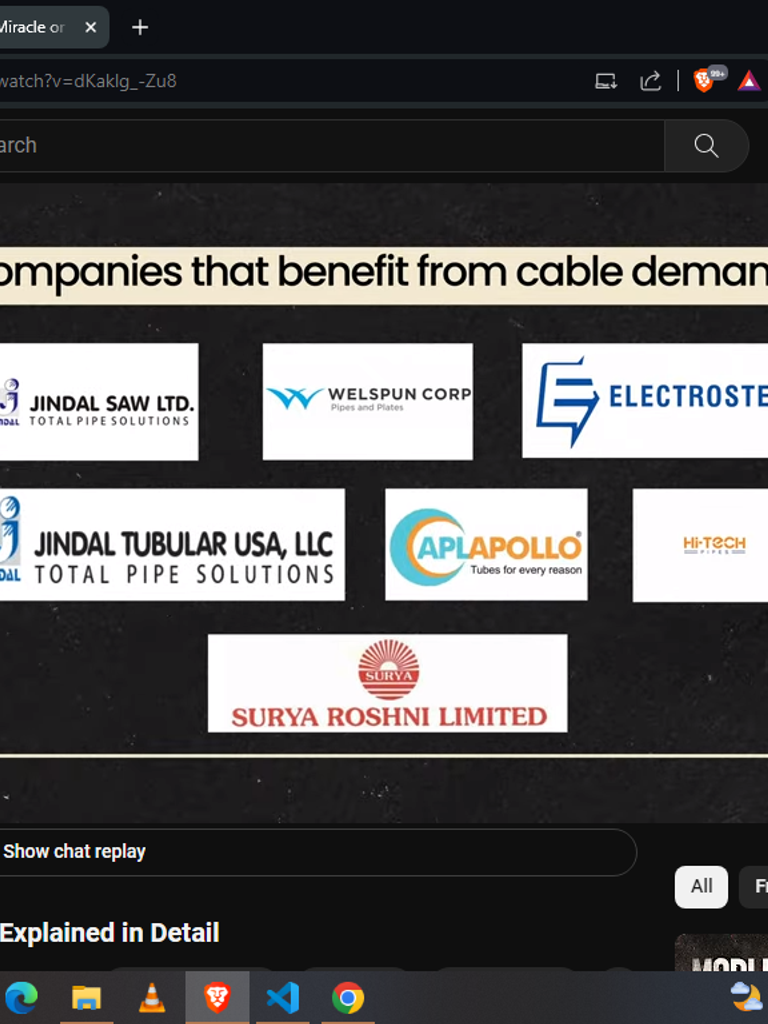 Miracle or
watch?v=dKaklg_-Zu8
99+
arch
ompanies that benefit from cable deman
JINDAL SAW LTD.
TOTAL PIPE SOLUTIONS
WELSPUN CORP
Pipes and Plates
ELECTROSTE
JINDAL TUBULAR USA, LLC
TOTAL PIPE SOLUTIONS
APLAPOLLO®
Tubes for every reason
Hi-TECH
PIPES
SURYA
SURYA ROSHNI LIMITED
Show chat replay
All
Fr
Explained in Detail